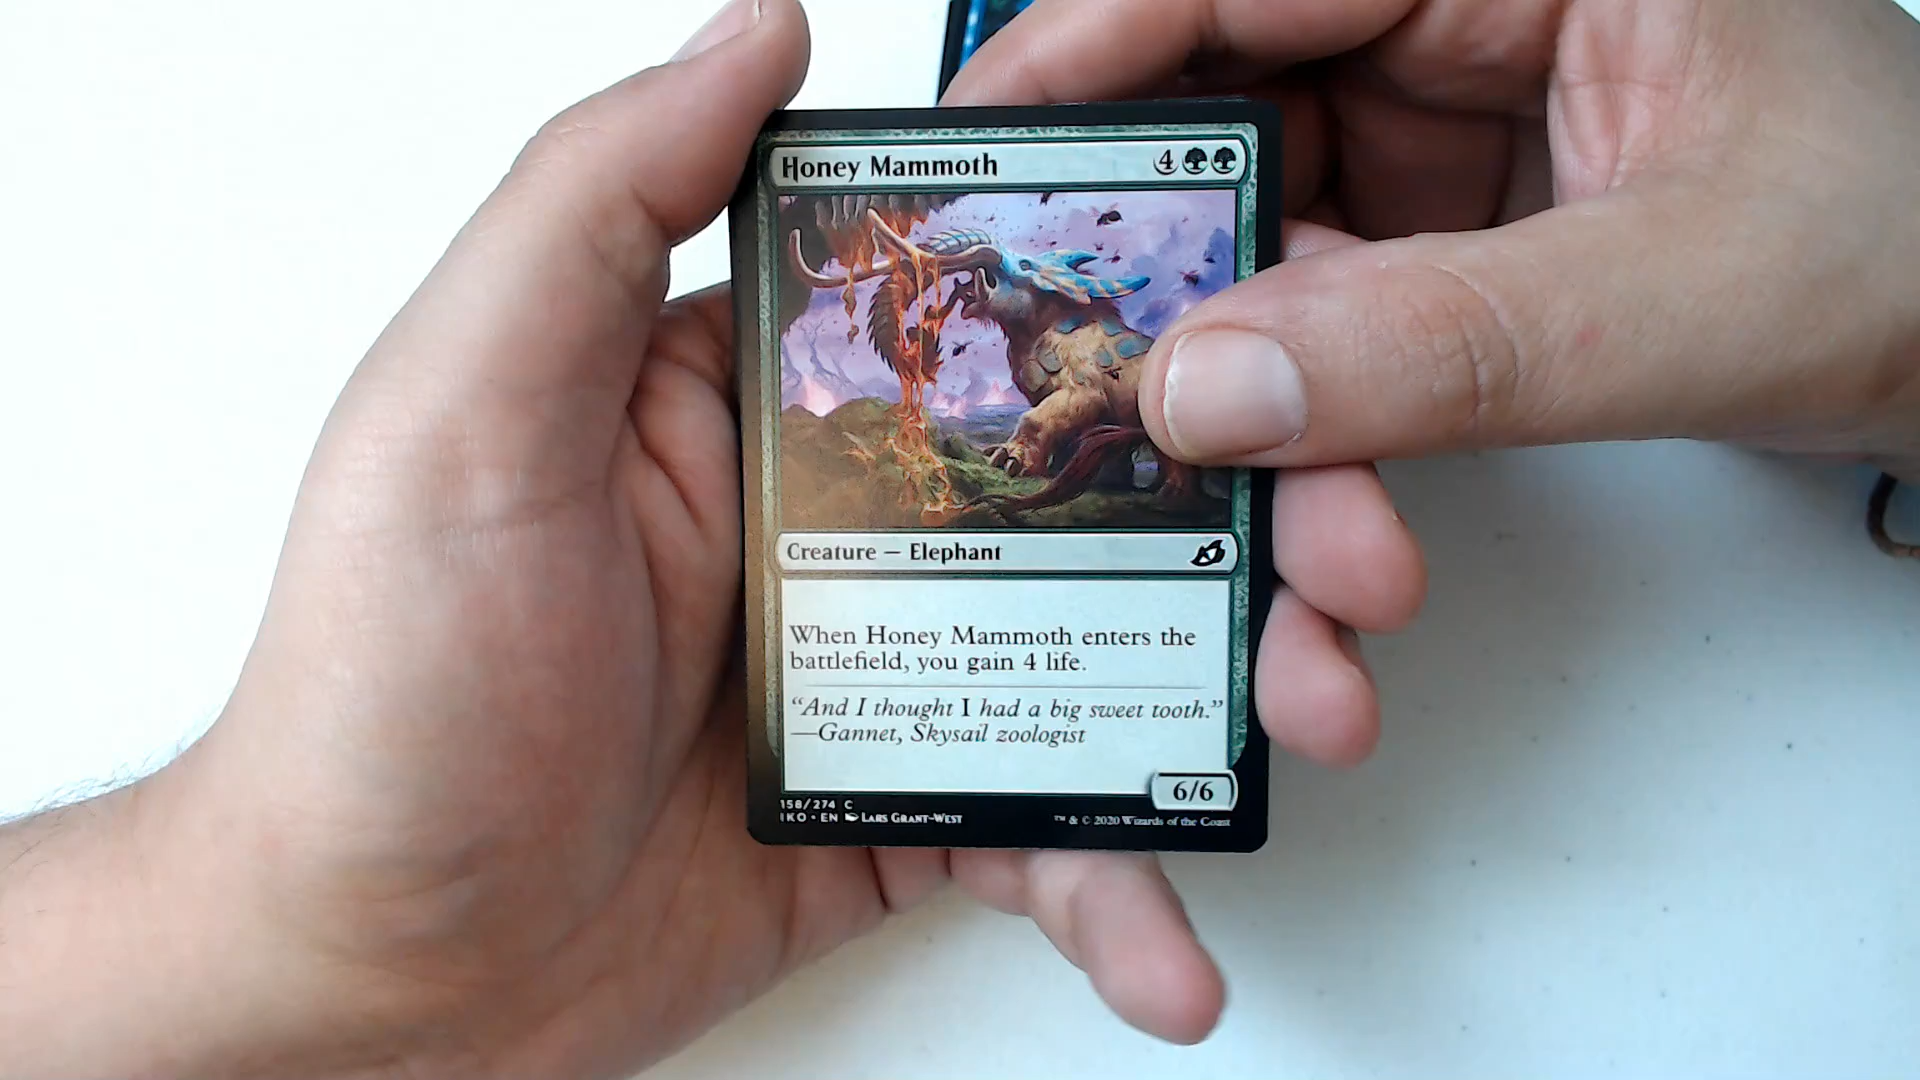 Honey Mammoth 4
Creature — Elephant
When Honey Mammoth enters the
battlefield, you gain 4 life.
“And I thought I had a big sweet tooth.”
—Gannet, Skysail zoologist
6/6
158/274 C
IKO • EN Lars Grant-West
™ & © 2020 Wizards of the Coast